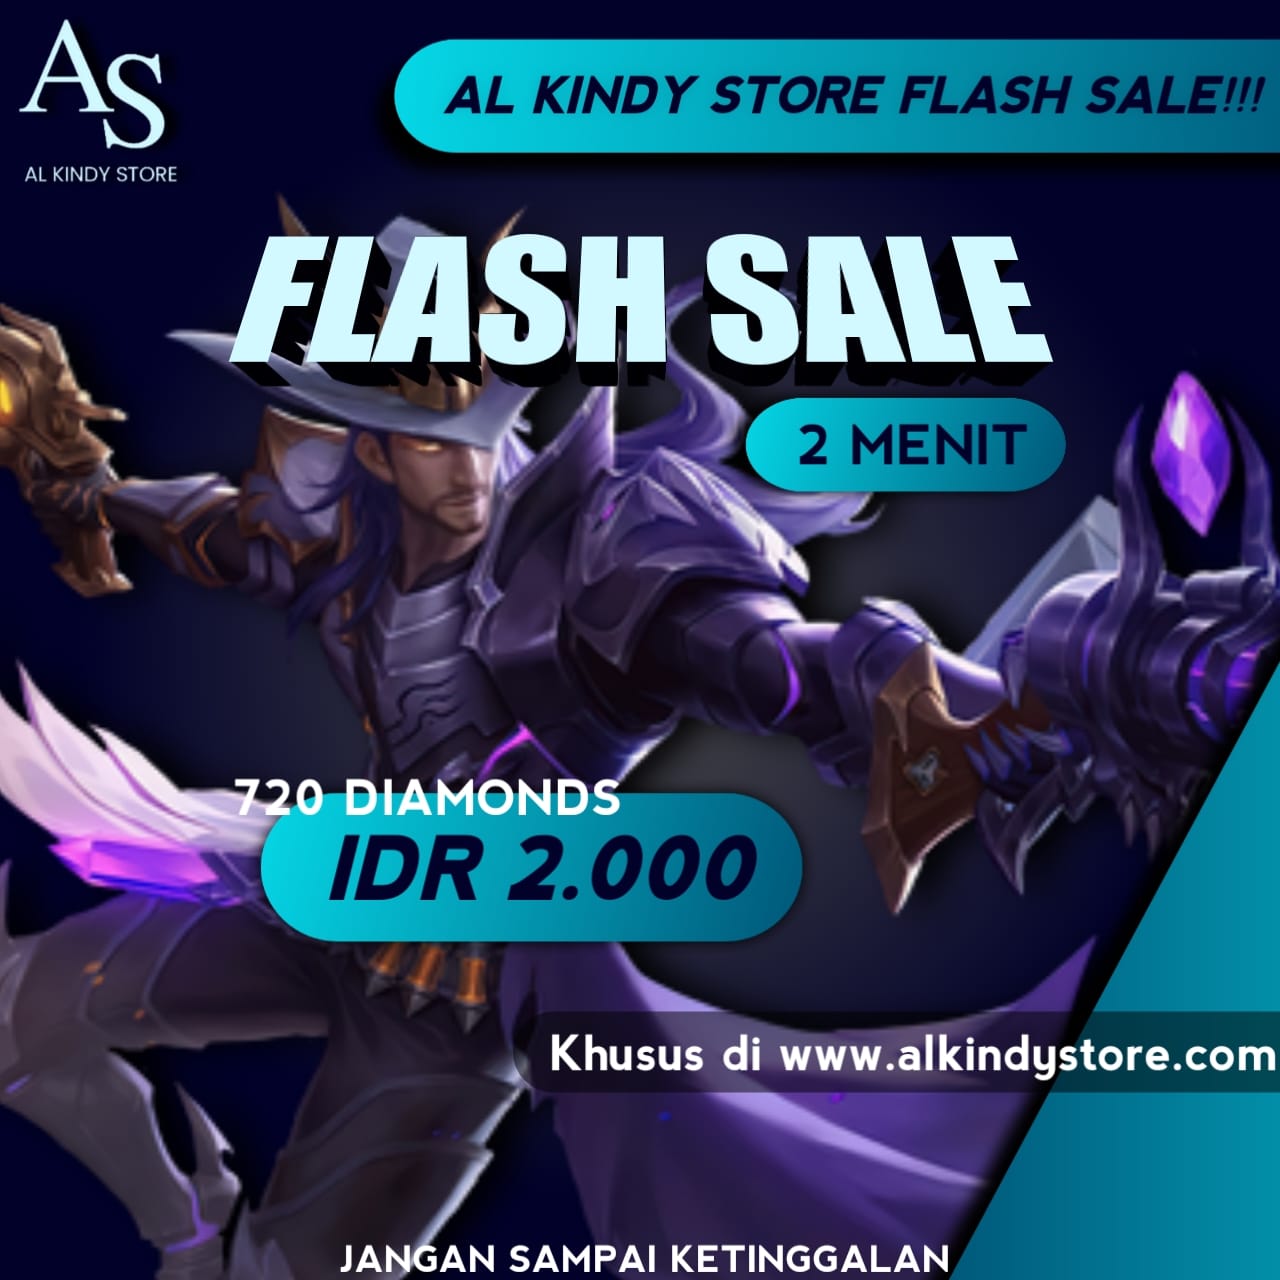 AS
AL KINDY STORE
AL KINDY STORE FLASH SALE!!!
FLASH SALE
2 MENIT
720 DIAMONDS
IDR 2.000
Khusus di www.alkindystore.com
JANGAN SAMPAI KETINGGALAN